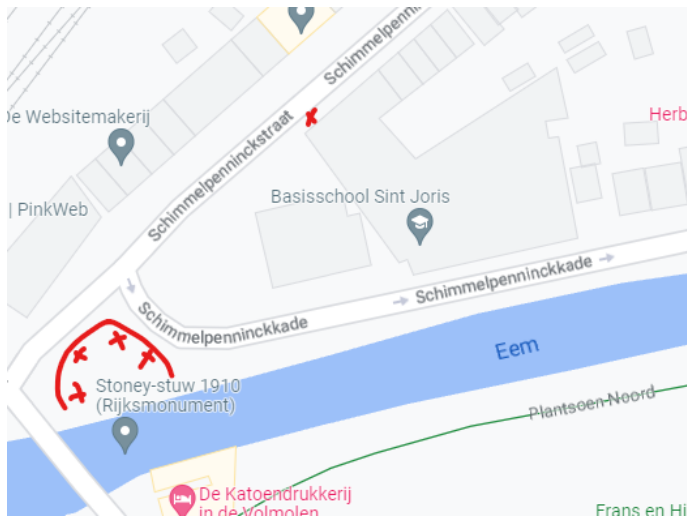 Schimmelpennin
De Websitemakerij
Schimmelpenninckstraat
Herb
Basisschool Sint Joris
| PinkWeb
Schimmelpenninckkade
Schimmelpenninckkade
Eem
Stoney-stuw 1910
(Rijksmonument)
Plantsoen Noord
De Katoendrukkerij
in de Volmolen
Frans en Hi